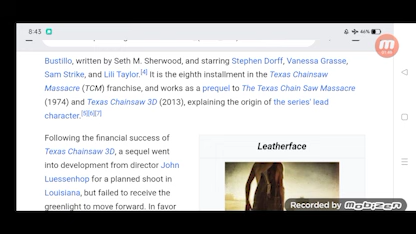 8:43
46%
Bustillo, written by Seth M. Sherwood, and starring Stephen Dorff, Vanessa Grasse,
Sam Strike, and Lili Taylor.[4] It is the eighth installment in the Texas Chainsaw
Massacre (TCM) franchise, and works as a prequel to The Texas Chain Saw Massacre
(1974) and Texas Chainsaw 3D (2013), explaining the origin of the series' lead
character.[5][6][7]
Following the financial success of
Texas Chainsaw 3D, a sequel went
into development from director John
Luessenhop for a planned shoot in
Louisiana, but failed to receive the
greenlight to move forward. In favor
Leatherface
Recorded by mobizen